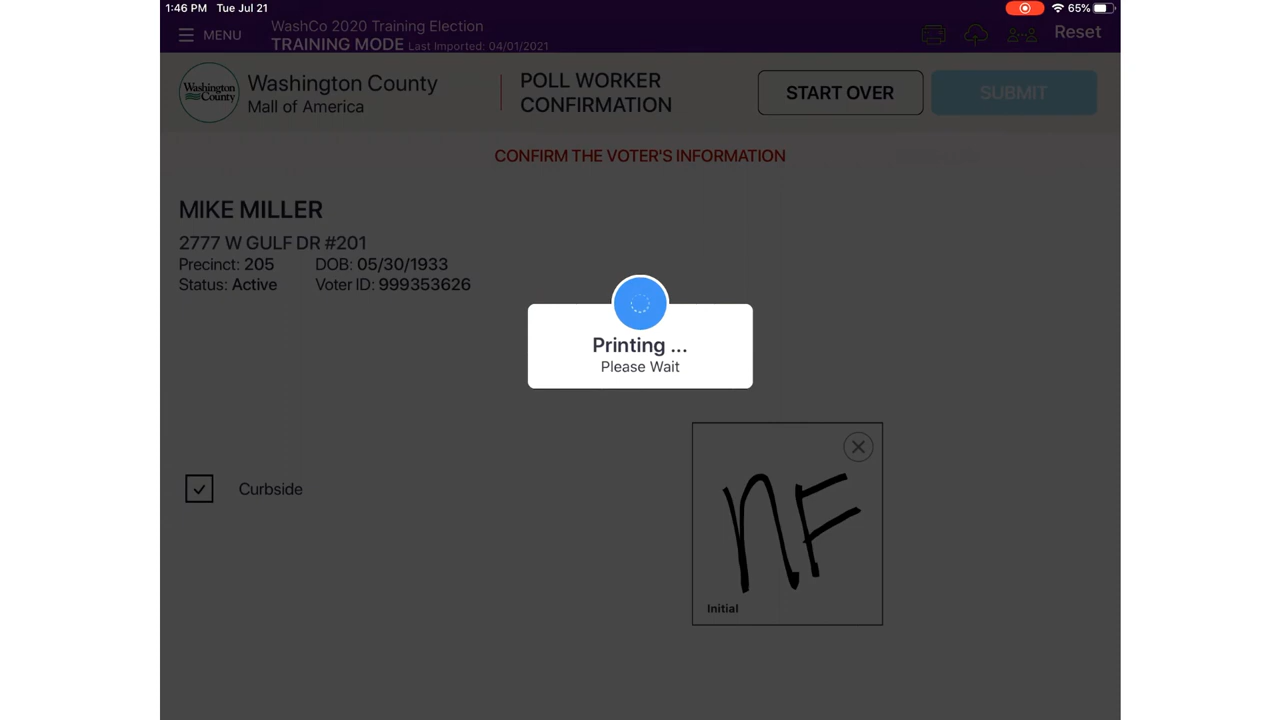 1:46 PM Tue Jul 21 65%
MENU
WashCo 2020 Training Election
TRAINING MODE Last Imported: 04/01/2021
Reset
Washington County
Washington County
Mall of America
POLL WORKER
CONFIRMATION
START OVER
SUBMIT
CONFIRM THE VOTER'S INFORMATION
MIKE MILLER
2777 W GULF DR #201
Precinct: 205 DOB: 05/30/1933
Status: Active Voter ID: 999353626
Printing ...
Please Wait
Curbside
NF
Initial